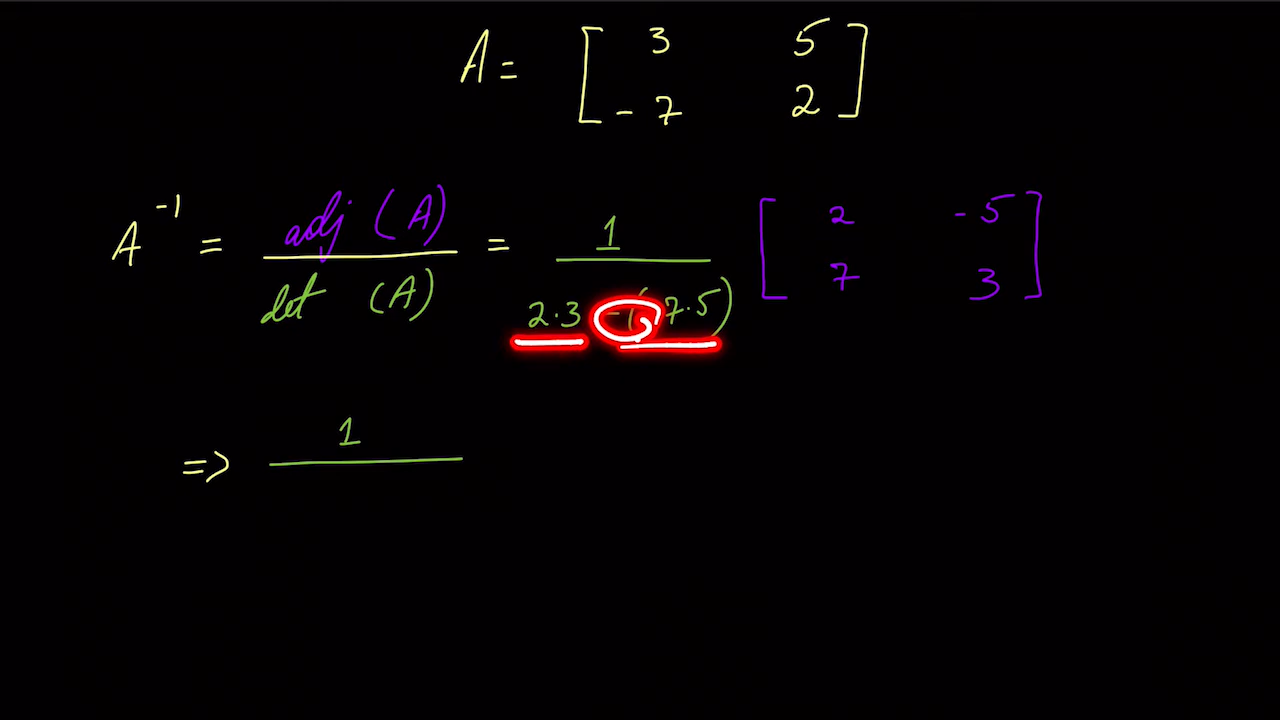 A = [ 3 5
- 7 2 ]
A^-1 = adj (A) / det (A) = 1 / 2·3 -( 7·5) [ 2 -5
7 3 ]
=> 1